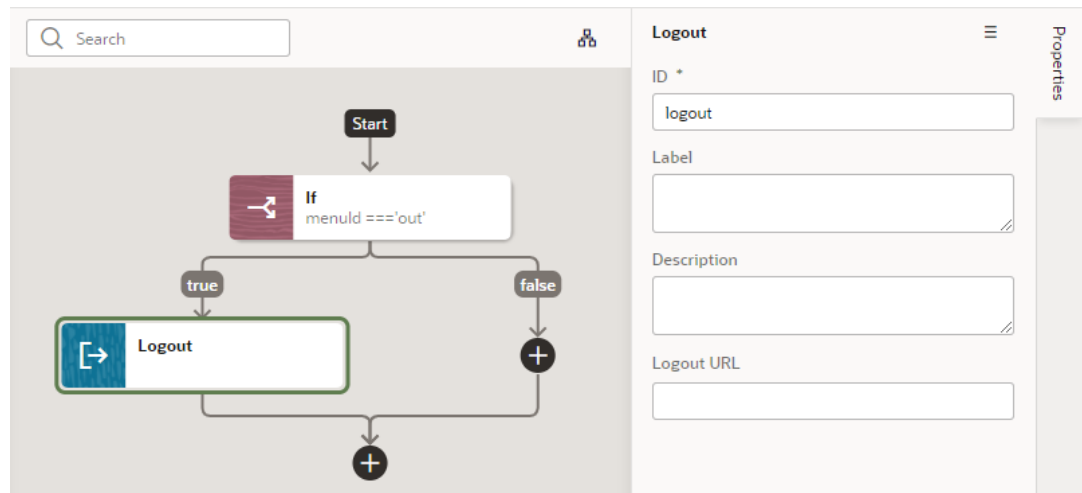 Search
Start
If
menuId ==='out'
true
false
Logout
Logout
ID *
logout
Label
Description
Logout URL
Properties